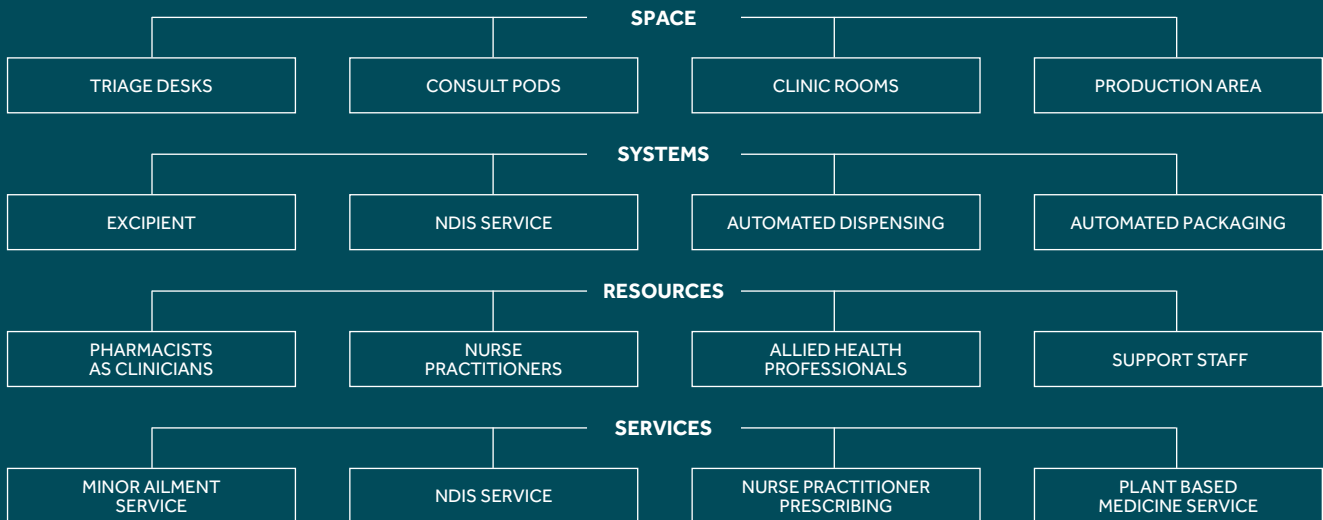 SPACE
TRIAGE DESKS
CONSULT PODS
CLINIC ROOMS
PRODUCTION AREA
SYSTEMS
EXCIPIENT
NDIS SERVICE
AUTOMATED DISPENSING
AUTOMATED PACKAGING
RESOURCES
PHARMACISTS
AS CLINICIANS
NURSE
PRACTITIONERS
ALLIED HEALTH
PROFESSIONALS
SUPPORT STAFF
SERVICES
MINOR AILMENT
SERVICE
NDIS SERVICE
NURSE PRACTITIONER
PRESCRIBING
PLANT BASED
MEDICINE SERVICE